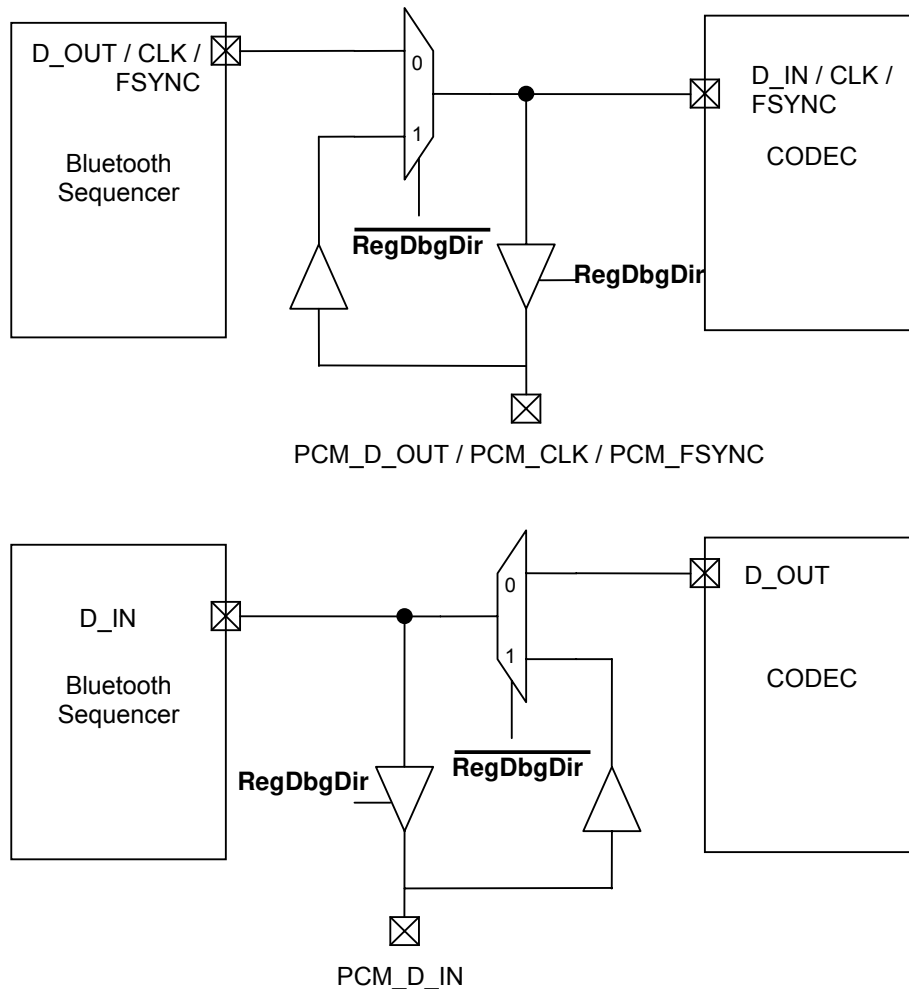 D_OUT / CLK /
FSYNC
Bluetooth
Sequencer
0
1
RegDbgDir
RegDbgDir
D_IN / CLK /
FSYNC
CODEC
PCM_D_OUT / PCM_CLK / PCM_FSYNC
D_IN
Bluetooth
Sequencer
0
1
RegDbgDir
RegDbgDir
D_OUT
CODEC
PCM_D_IN